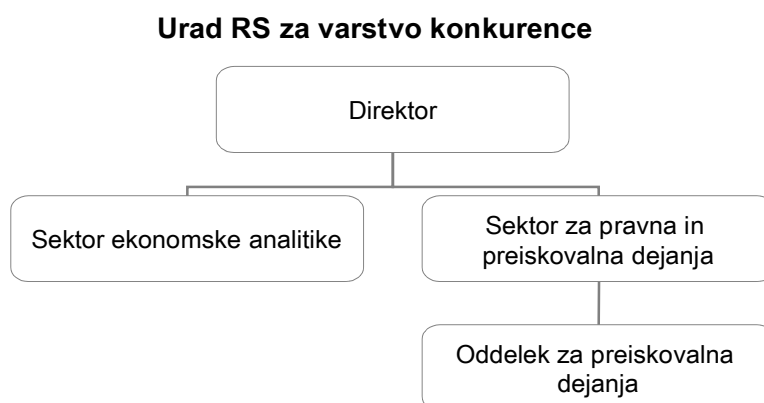 Urad RS za varstvo konkurence
Direktor
Sektor ekonomske analitike
Sektor za pravna in
preiskovalna dejanja
Oddelek za preiskovalna
dejanja